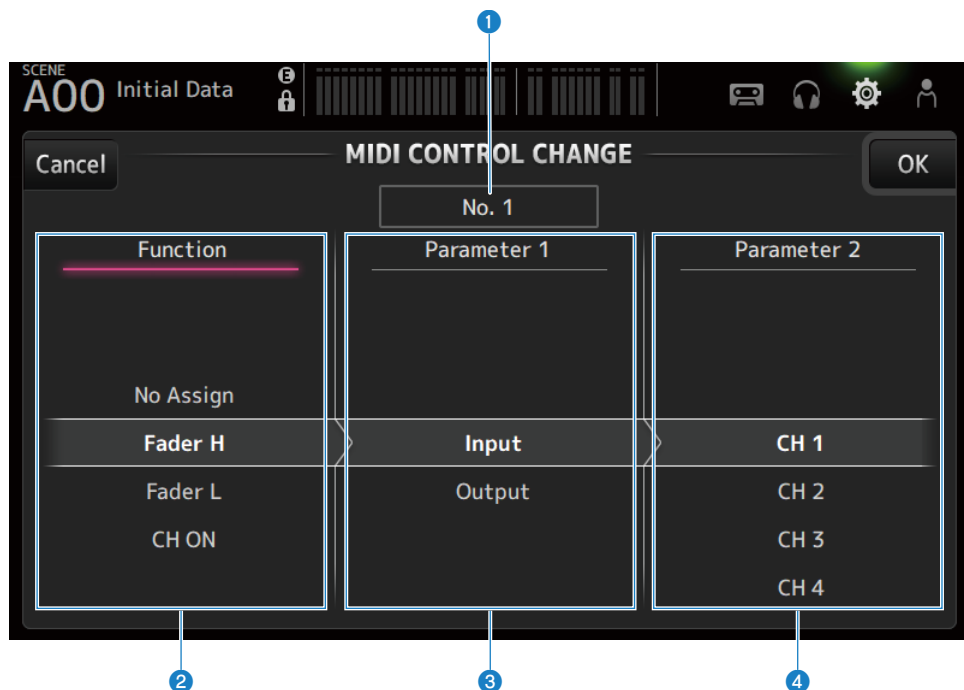 1
SCENE
A00 Initial Data E
Cancel MIDI CONTROL CHANGE OK
No. 1
Function Parameter 1 Parameter 2
No Assign
Fader H Input CH 1
Fader L Output CH 2
CH ON CH 3
CH 4
2 3 4